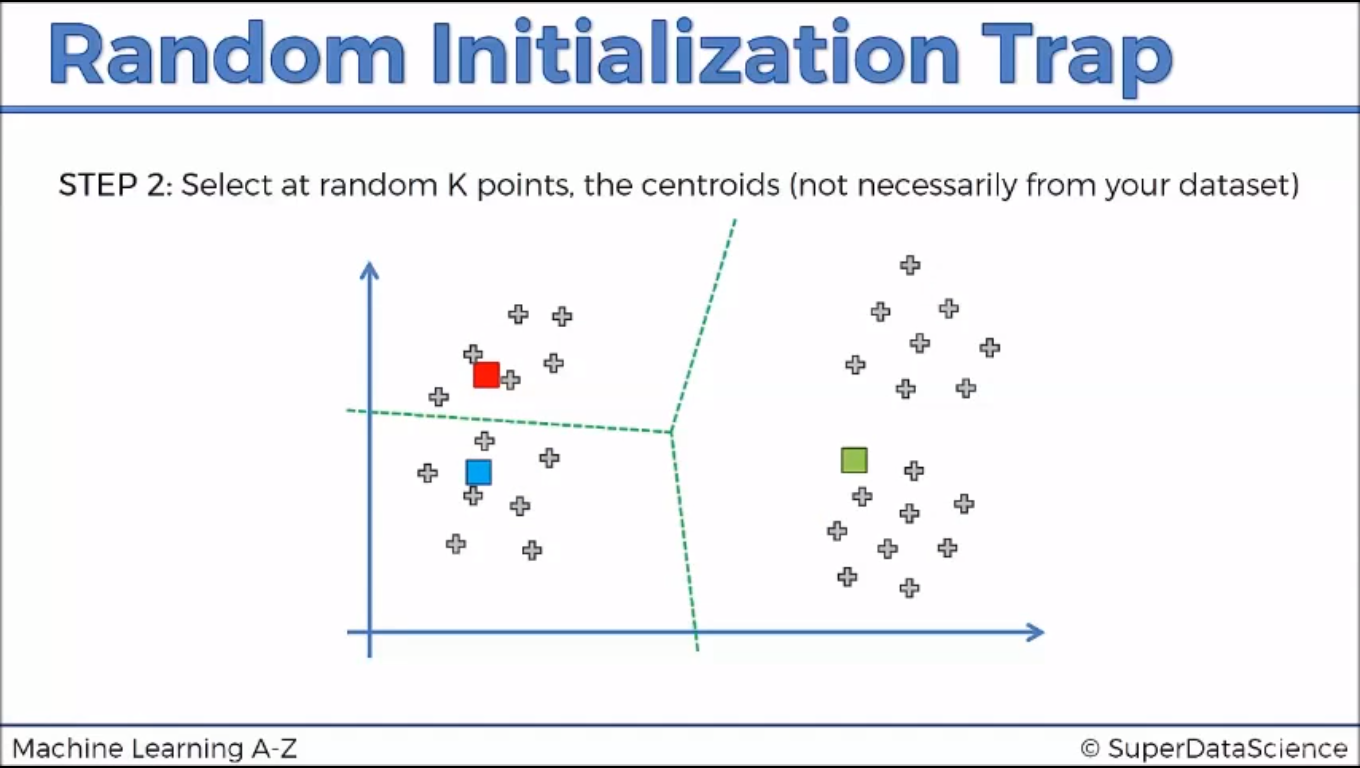 Random Initialization Trap
STEP 2: Select at random K points, the centroids (not necessarily from your dataset)
Machine Learning A-Z
© SuperDataScience